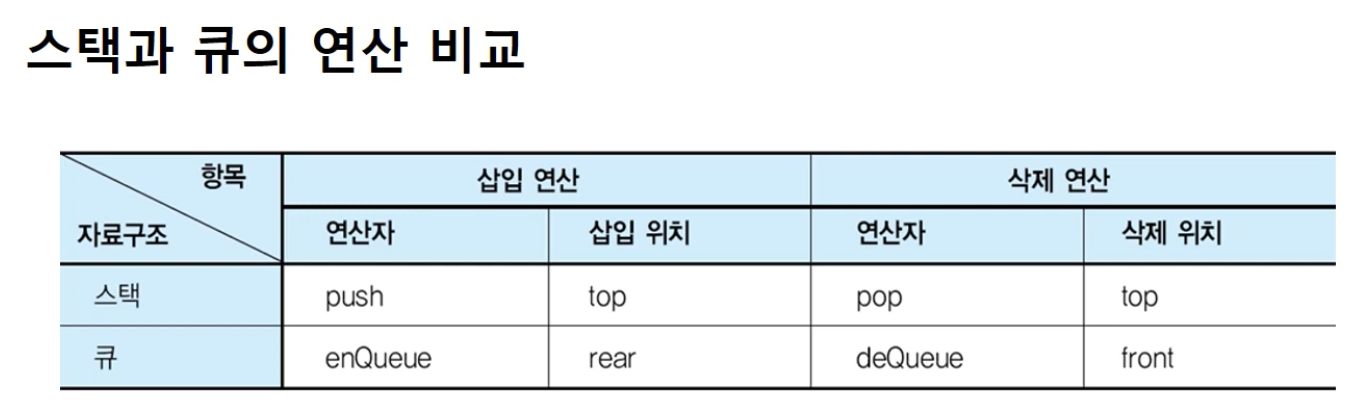 스택과 큐의 연산 비교
항목
삽입 연산 삭제 연산
자료구조 연산자 삽입 위치 연산자 삭제 위치
스택 push top pop top
큐 enQueue rear deQueue front